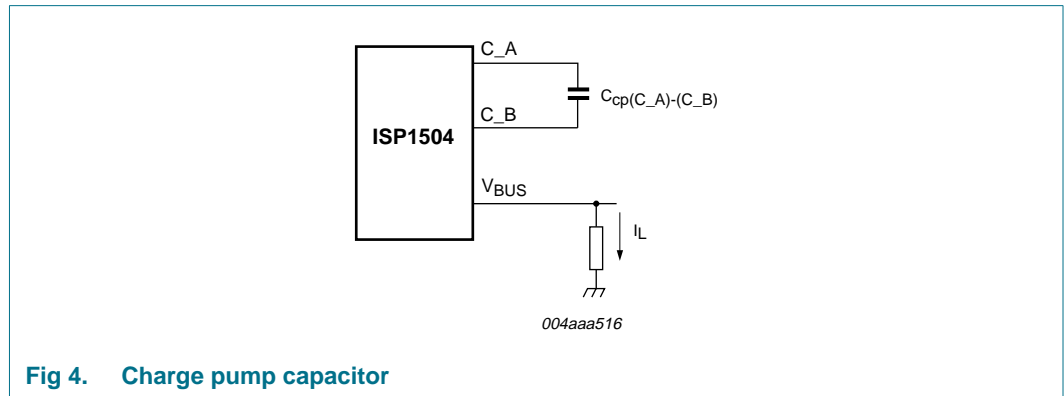 C_A
Ccp(C_A)-(C_B)
C_B
ISP1504
VBUS
IL
004aaa516
Fig 4. Charge pump capacitor